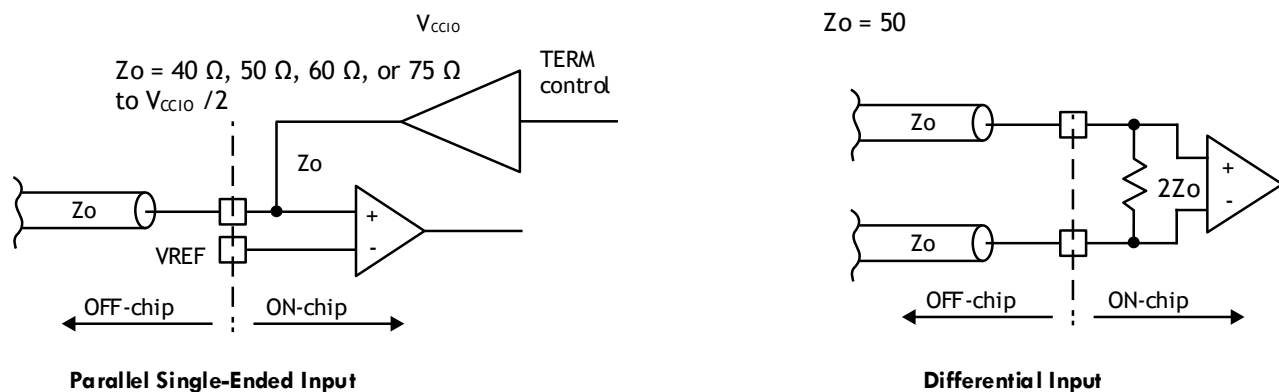 VCCIO
Zo = 40 Ω, 50 Ω, 60 Ω, or 75 Ω
to VCCIO /2
TERM
control
Zo
Zo
+
-
VREF
OFF-chip
ON-chip
Parallel Single-Ended Input
Zo = 50
Zo
2Zo
+
-
Zo
OFF-chip
ON-chip
Differential Input